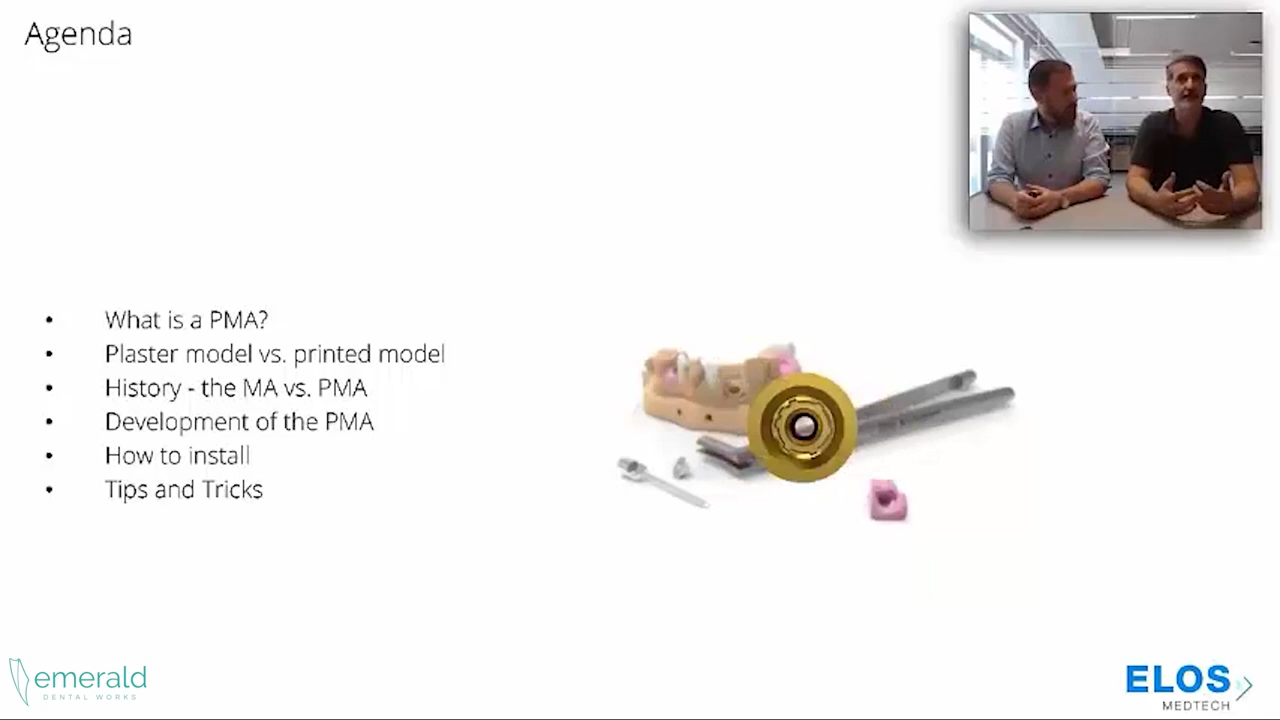 Agenda
• What is a PMA?
• Plaster model vs. printed model
• History - the MA vs. PMA
• Development of the PMA
• How to install
• Tips and Tricks
emerald
DENTAL WORKS
ELOS
MEDTECH